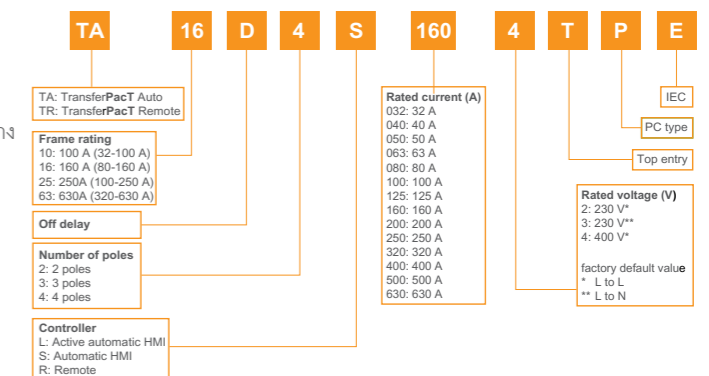 TA 16 D 4 S 160 4 T P E
TA: TransferPacT Auto
TR: TransferPacT Remote
Frame rating
10: 100 A (32-100 A)
16: 160 A (80-160 A)
25: 250A (100-250 A)
63: 630A (320-630 A)
Off delay
Number of poles
2: 2 poles
3: 3 poles
4: 4 poles
Controller
L: Active automatic HMI
S: Automatic HMI
R: Remote
Rated current (A)
032: 32 A
040: 40 A
050: 50 A
063: 63 A
080: 80 A
100: 100 A
125: 125 A
160: 160 A
200: 200 A
250: 250 A
320: 320 A
400: 400 A
500: 500 A
630: 630 A
IEC
PC type
Top entry
Rated voltage (V)
2: 230 V*
3: 230 V**
4: 400 V*
factory default value
* L to L
** L to N